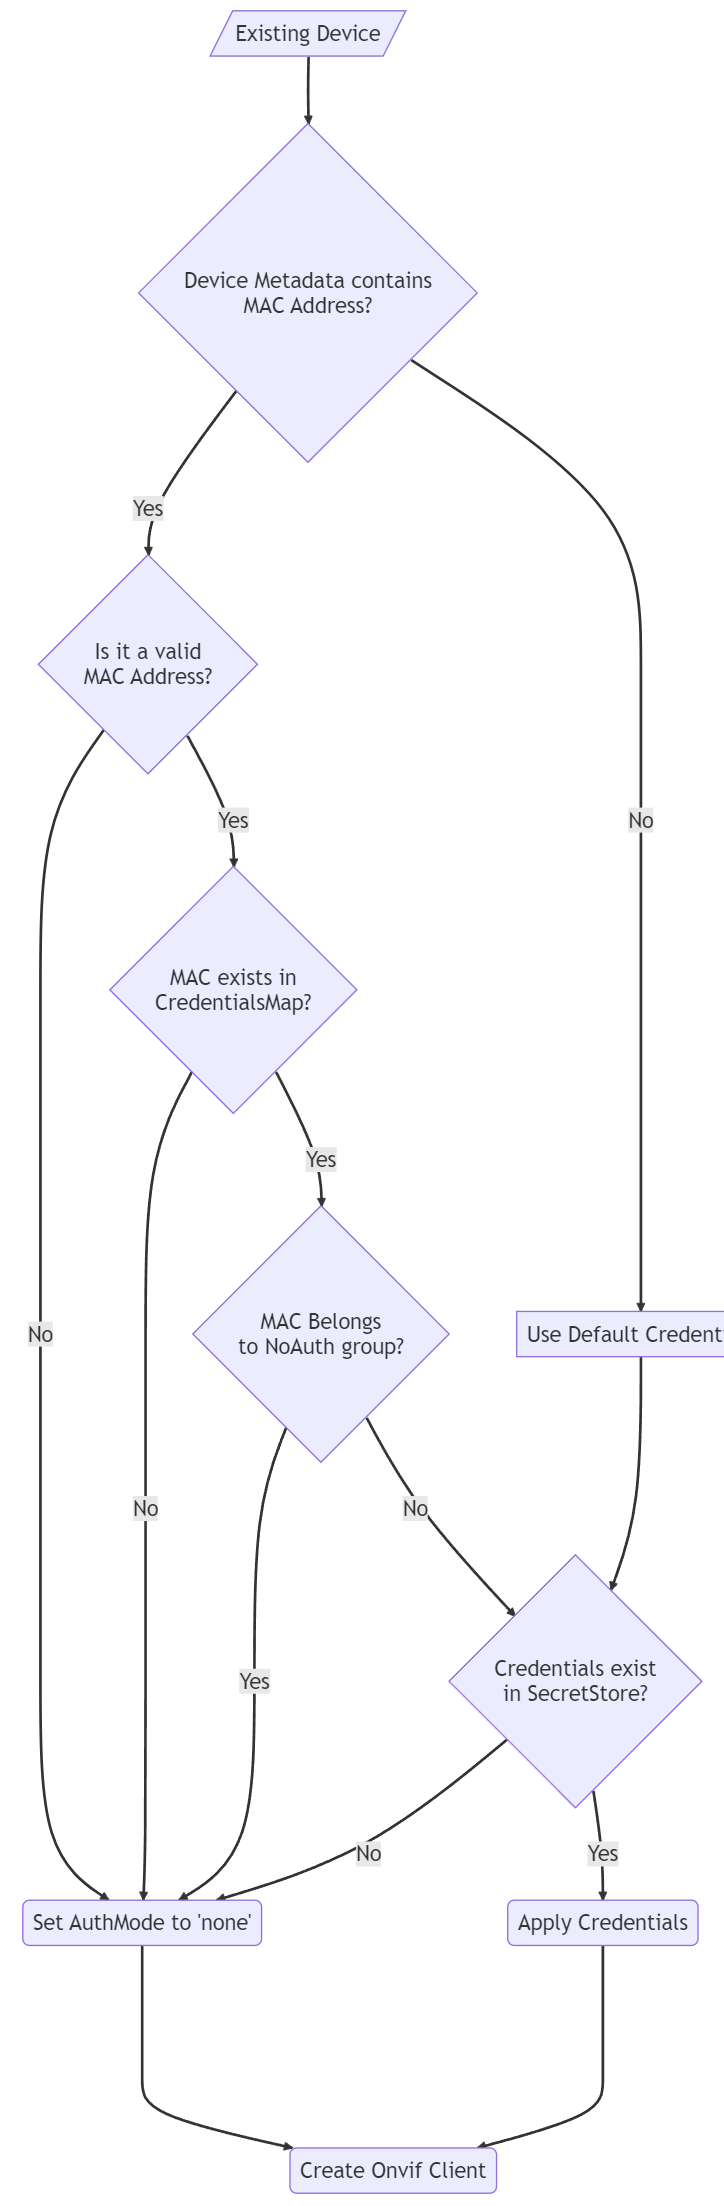 Existing Device
Device Metadata contains
MAC Address?
Yes
Is it a valid
MAC Address?
Yes
No
MAC exists in
CredentialsMap?
Yes
MAC Belongs
to NoAuth group?
No
Use Default
No
No
Yes
Credentials exist
in SecretStore?
No
Yes
Set AuthMode to 'none'
Apply Credentials
Create Onvif Client